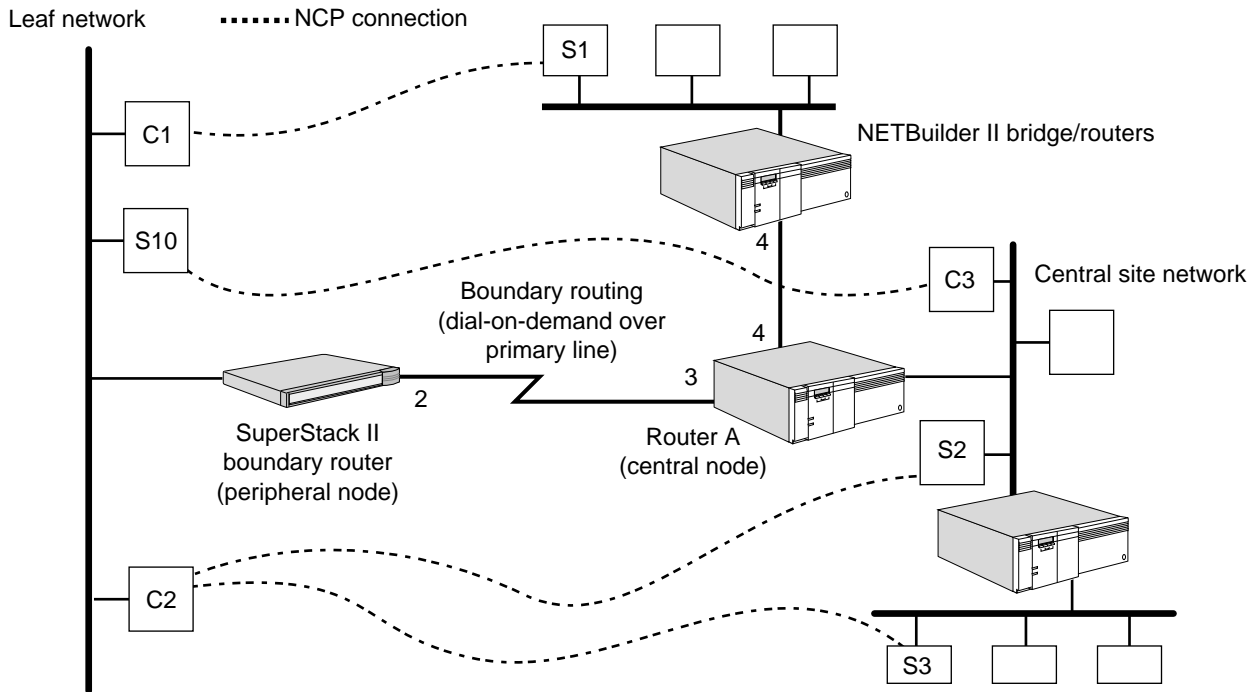 Leaf network
NCP connection
S1
C1
NETBuilder II bridge/routers
S10
4
C3
Central site network
Boundary routing
(dial-on-demand over
primary line)
4
3
2
SuperStack II
boundary router
(peripheral node)
Router A
(central node)
S2
C2
S3